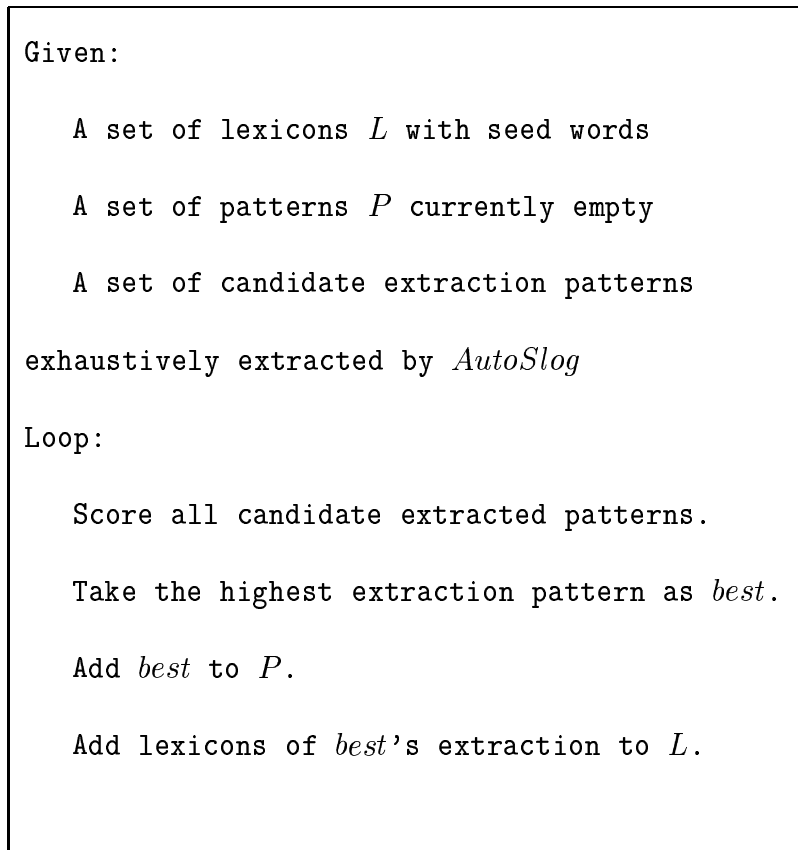 Given:
A set of lexicons L with seed words
A set of patterns P currently empty
A set of candidate extraction patterns
exhaustively extracted by AutoSlog
Loop:
Score all candidate extracted patterns.
Take the highest extraction pattern as best.
Add best to P.
Add lexicons of best's extraction to L.